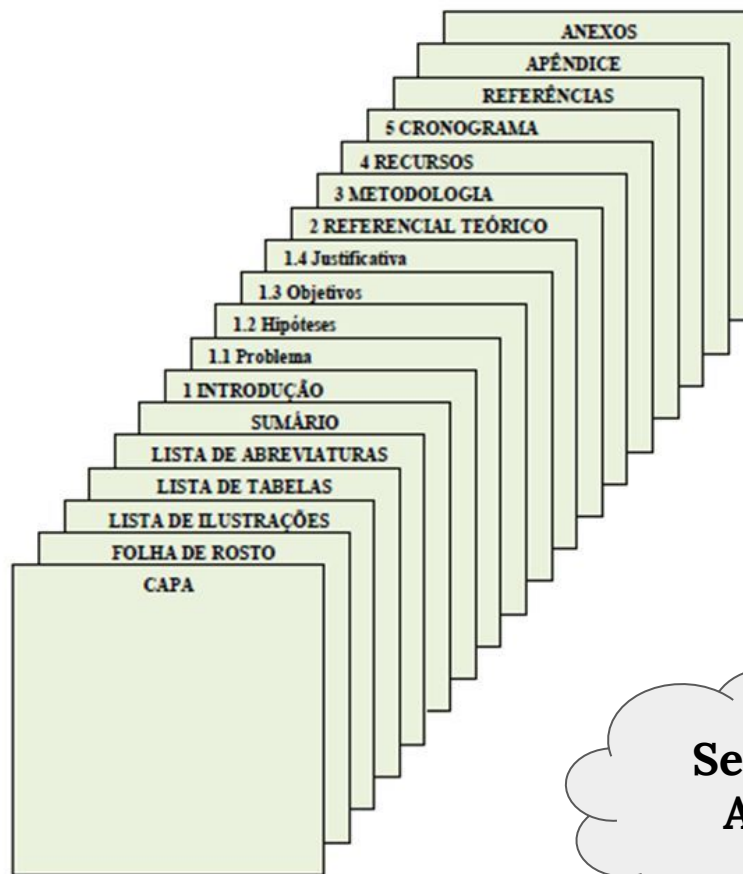 ANEXOS
APÊNDICE
REFERÊNCIAS
5 CRONOGRAMA
4 RECURSOS
3 METODOLOGIA
2 REFERENCIAL TEÓRICO
1.4 Justificativa
1.3 Objetivos
1.2 Hipóteses
1.1 Problema
1 INTRODUÇÃO
SUMÁRIO
LISTA DE ABREVIATURAS
LISTA DE TABELAS
LISTA DE ILUSTRAÇÕES
FOLHA DE ROSTO
CAPA